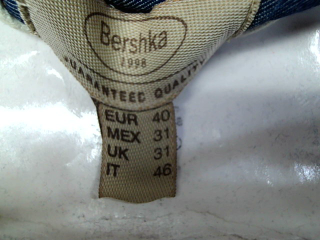 Bershka
1998
GUARANTEED QUALITY
EUR 40
MEX 31
UK 31
IT 46